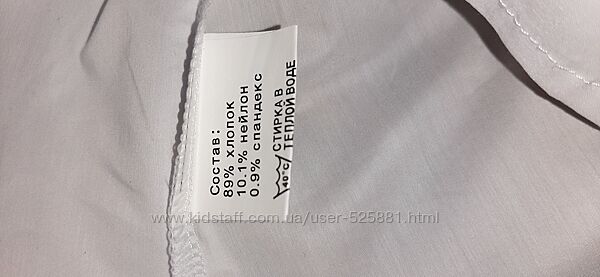 Состав:
89% хлопок
10.1% нейлон
0.9% спандекс
40°C СТИРКА В
ТЕПЛОЙ ВОДЕ
www.kidstaff.com.ua/user-525881.html